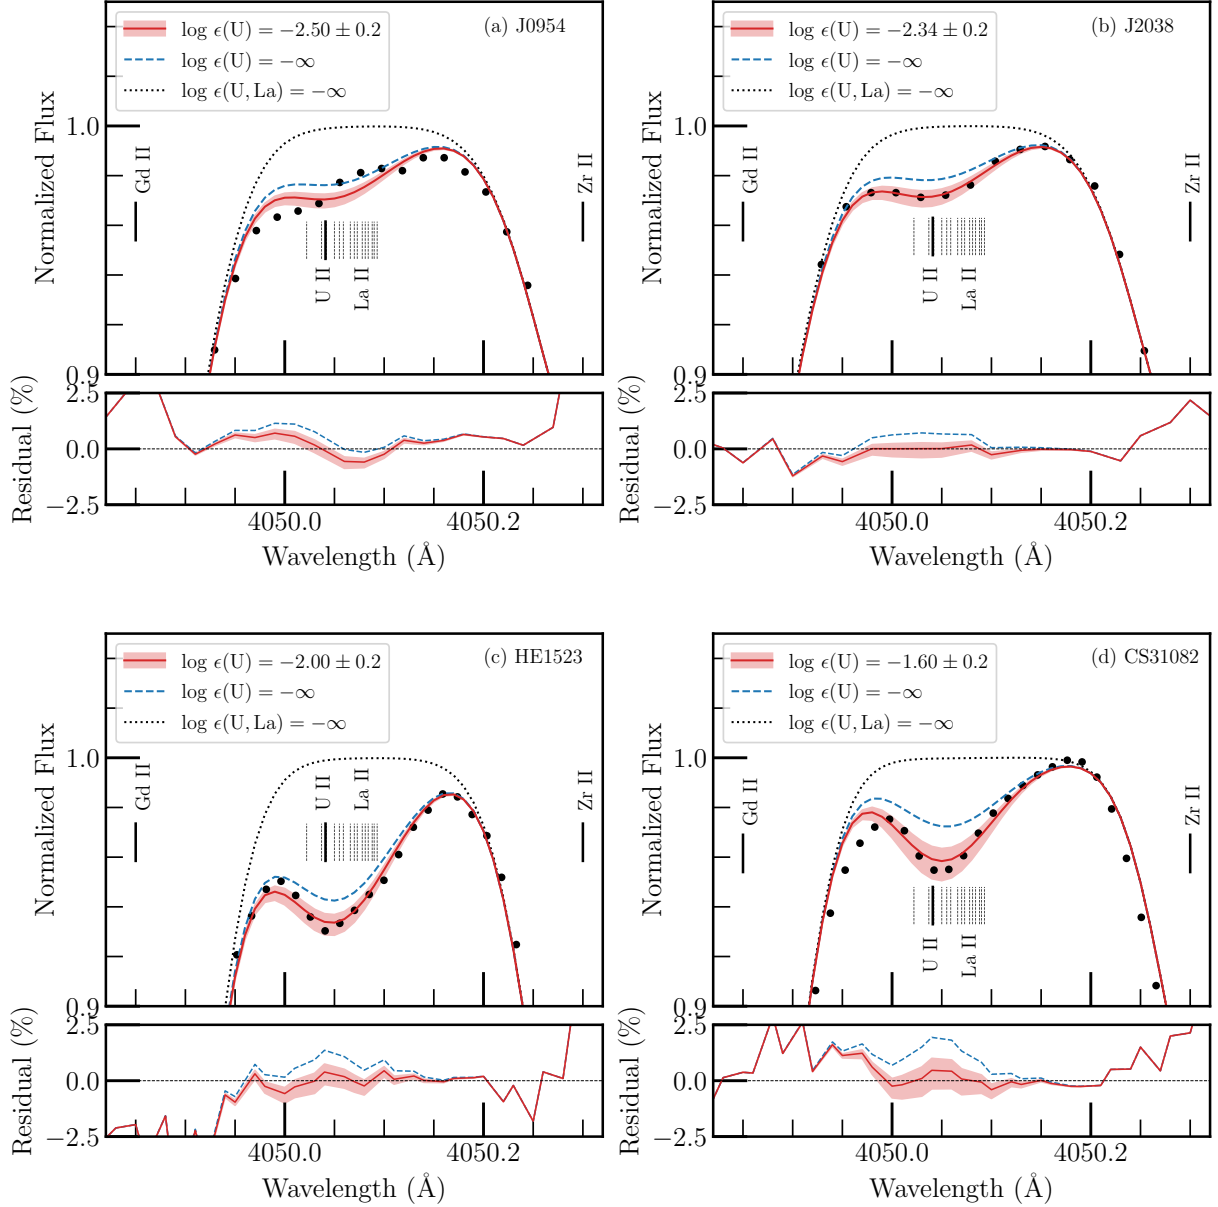 log ϵ(U) = −2.50 ± 0.2
log ϵ(U) = −∞
log ϵ(U, La) = −∞
(a) J0954
Normalized Flux
1.0
0.9
Gd II
U II
La II
Zr II
Residual (%)
2.5
0.0
−2.5
4050.0
4050.2
Wavelength (Å)
log ϵ(U) = −2.34 ± 0.2
log ϵ(U) = −∞
log ϵ(U, La) = −∞
(b) J2038
Normalized Flux
1.0
0.9
Gd II
U II
La II
Zr II
Residual (%)
2.5
0.0
−2.5
4050.0
4050.2
Wavelength (Å)
log ϵ(U) = −2.00 ± 0.2
log ϵ(U) = −∞
log ϵ(U, La) = −∞
(c) HE1523
Normalized Flux
1.0
0.9
Gd II
U II
La II
Zr II
Residual (%)
2.5
0.0
−2.5
4050.0
4050.2
Wavelength (Å)
log ϵ(U) = −1.60 ± 0.2
log ϵ(U) = −∞
log ϵ(U, La) = −∞
(d) CS31082
Normalized Flux
1.0
0.9
Gd II
U II
La II
Zr II
Residual (%)
2.5
0.0
−2.5
4050.0
4050.2
Wavelength (Å)